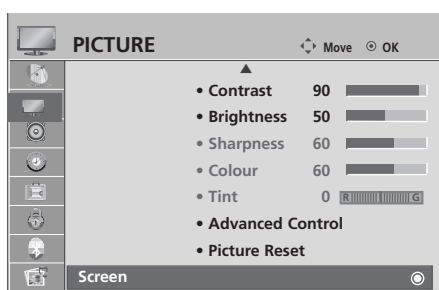 PICTURE Move OK
• Contrast 90
• Brightness 50
• Sharpness 60
• Colour 60
• Tint 0 R G
• Advanced Control
• Picture Reset
Screen